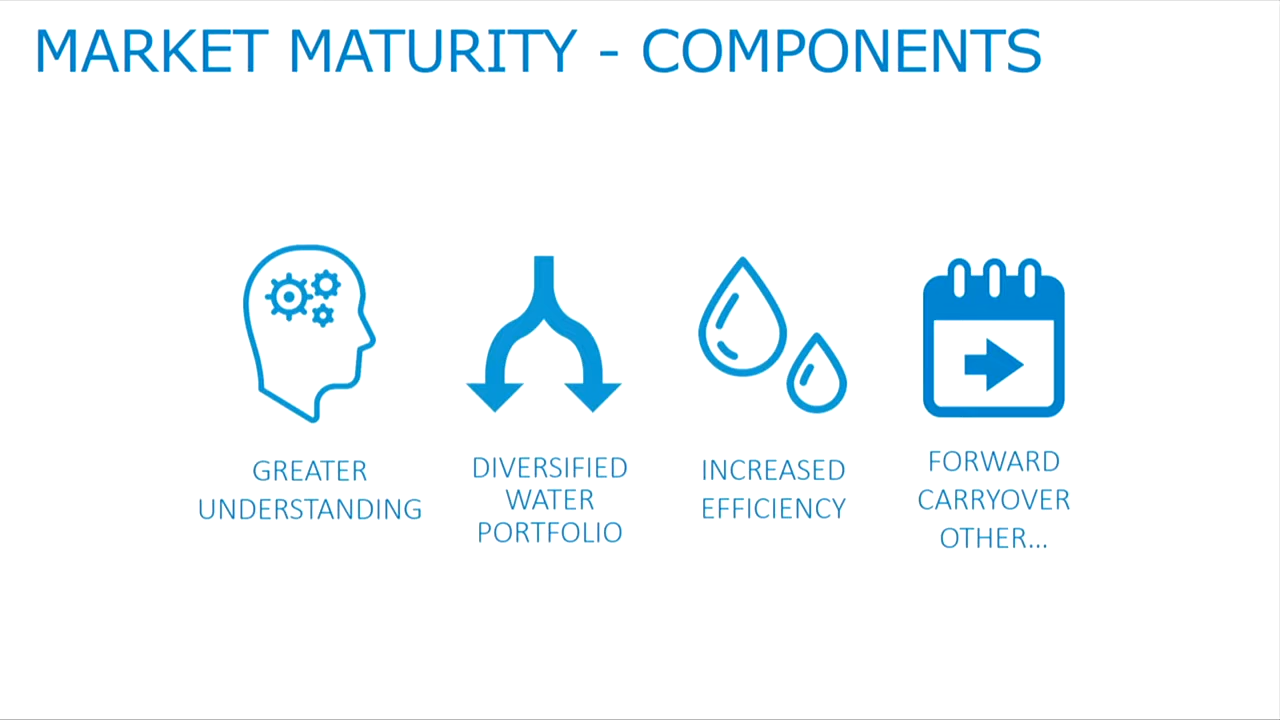 MARKET MATURITY - COMPONENTS
GREATER
UNDERSTANDING
DIVERSIFIED
WATER
PORTFOLIO
INCREASED
EFFICIENCY
FORWARD
CARRYOVER
OTHER...